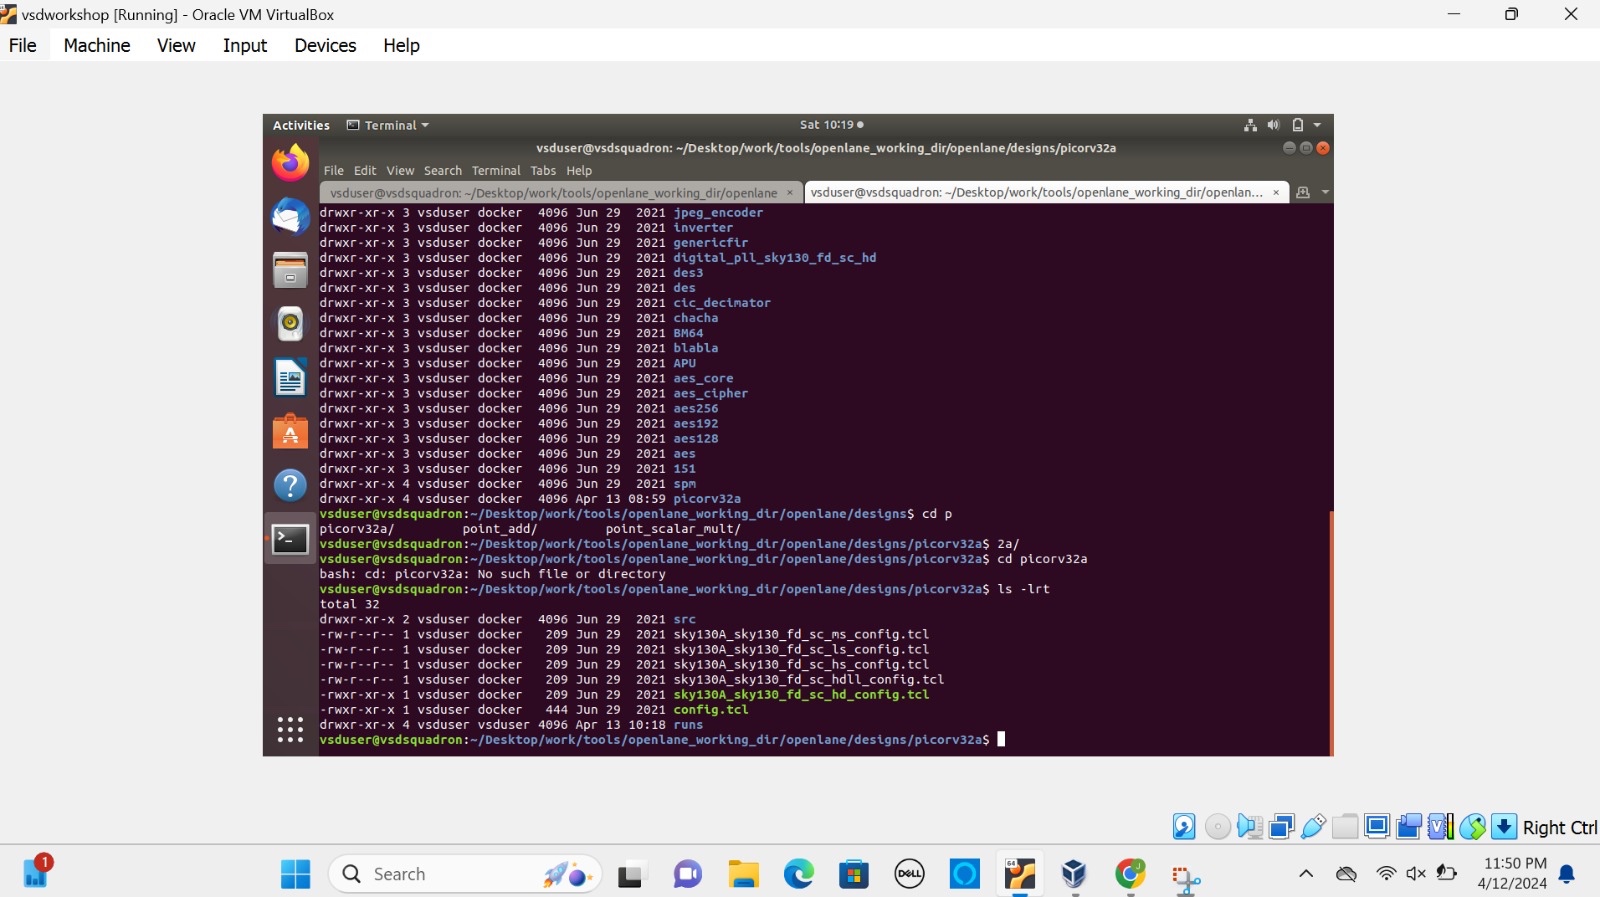 vsdworkshop [Running] - Oracle VM VirtualBox
File Machine View Input Devices Help
Activities Terminal Sat 10:19
vsduser@vsdsquadron: ~/Desktop/work/tools/openlane_working_dir/openlane/designs/picorv32a
File Edit View Search Terminal Tabs Help
vsduser@vsdsquadron: ~/Desktop/work/tools/openlane_working_dir/openlane × vsduser@vsdsquadron: ~/Desktop/work/tools/openlane_working_dir/openlan... ×
drwxr-xr-x 3 vsduser docker  4096 Jun 29  2021 jpeg_encoder
drwxr-xr-x 3 vsduser docker  4096 Jun 29  2021 inverter
drwxr-xr-x 3 vsduser docker  4096 Jun 29  2021 genericfir
drwxr-xr-x 3 vsduser docker  4096 Jun 29  2021 digital_pll_sky130_fd_sc_hd
drwxr-xr-x 3 vsduser docker  4096 Jun 29  2021 des3
drwxr-xr-x 3 vsduser docker  4096 Jun 29  2021 des
drwxr-xr-x 3 vsduser docker  4096 Jun 29  2021 cic_decimator
drwxr-xr-x 3 vsduser docker  4096 Jun 29  2021 chacha
drwxr-xr-x 3 vsduser docker  4096 Jun 29  2021 BM64
drwxr-xr-x 3 vsduser docker  4096 Jun 29  2021 blabla
drwxr-xr-x 3 vsduser docker  4096 Jun 29  2021 APU
drwxr-xr-x 3 vsduser docker  4096 Jun 29  2021 aes_core
drwxr-xr-x 3 vsduser docker  4096 Jun 29  2021 aes_cipher
drwxr-xr-x 3 vsduser docker  4096 Jun 29  2021 aes256
drwxr-xr-x 3 vsduser docker  4096 Jun 29  2021 aes192
drwxr-xr-x 3 vsduser docker  4096 Jun 29  2021 aes128
drwxr-xr-x 3 vsduser docker  4096 Jun 29  2021 aes
drwxr-xr-x 3 vsduser docker  4096 Jun 29  2021 151
drwxr-xr-x 4 vsduser docker  4096 Jun 29  2021 spm
drwxr-xr-x 4 vsduser docker  4096 Apr 13 08:59 picorv32a
vsduser@vsdsquadron:~/Desktop/work/tools/openlane_working_dir/openlane/designs$ cd p
picorv32a/         point_add/         point_scalar_mult/
vsduser@vsdsquadron:~/Desktop/work/tools/openlane_working_dir/openlane/designs/picorv32a$ 2a/
vsduser@vsdsquadron:~/Desktop/work/tools/openlane_working_dir/openlane/designs/picorv32a$ cd picorv32a
bash: cd: picorv32a: No such file or directory
vsduser@vsdsquadron:~/Desktop/work/tools/openlane_working_dir/openlane/designs/picorv32a$ ls -lrt
total 32
drwxr-xr-x 2 vsduser docker  4096 Jun 29  2021 src
-rw-r--r-- 1 vsduser docker   209 Jun 29  2021 sky130A_sky130_fd_sc_ms_config.tcl
-rw-r--r-- 1 vsduser docker   209 Jun 29  2021 sky130A_sky130_fd_sc_ls_config.tcl
-rw-r--r-- 1 vsduser docker   209 Jun 29  2021 sky130A_sky130_fd_sc_hs_config.tcl
-rw-r--r-- 1 vsduser docker   209 Jun 29  2021 sky130A_sky130_fd_sc_hdll_config.tcl
-rwxr-xr-x 1 vsduser docker   209 Jun 29  2021 sky130A_sky130_fd_sc_hd_config.tcl
-rwxr-xr-x 1 vsduser docker   444 Jun 29  2021 config.tcl
drwxr-xr-x 4 vsduser vsduser 4096 Apr 13 10:18 runs
vsduser@vsdsquadron:~/Desktop/work/tools/openlane_working_dir/openlane/designs/picorv32a$
Right Ctrl
1 Search DELL 64 J 11:50 PM
4/12/2024